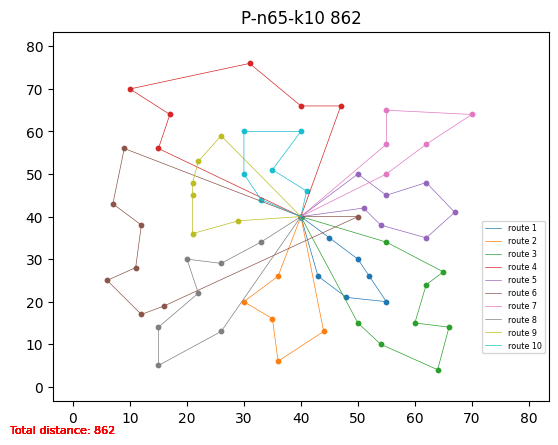 P-n65-k10 862
80
70
60
50
40
30
20
10
0
0 10 20 30 40 50 60 70 80
route 1
route 2
route 3
route 4
route 5
route 6
route 7
route 8
route 9
route 10
Total distance: 862